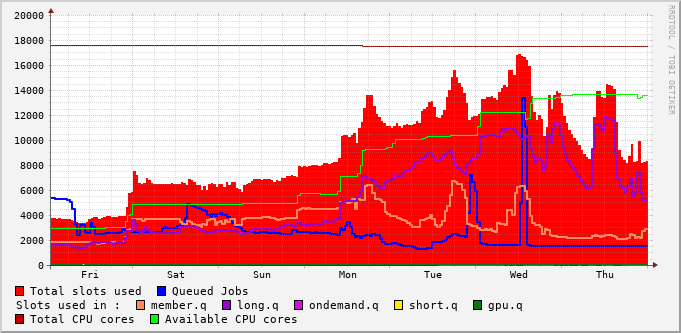 20000
18000
16000
14000
12000
10000
8000
6000
4000
2000
0
Fri Sat Sun Mon Tue Wed Thu
RRDTOOL / TOBI OETIKER
Total slots used Queued Jobs
Slots used in : member.q long.q ondemand.q short.q gpu.q
Total CPU cores Available CPU cores